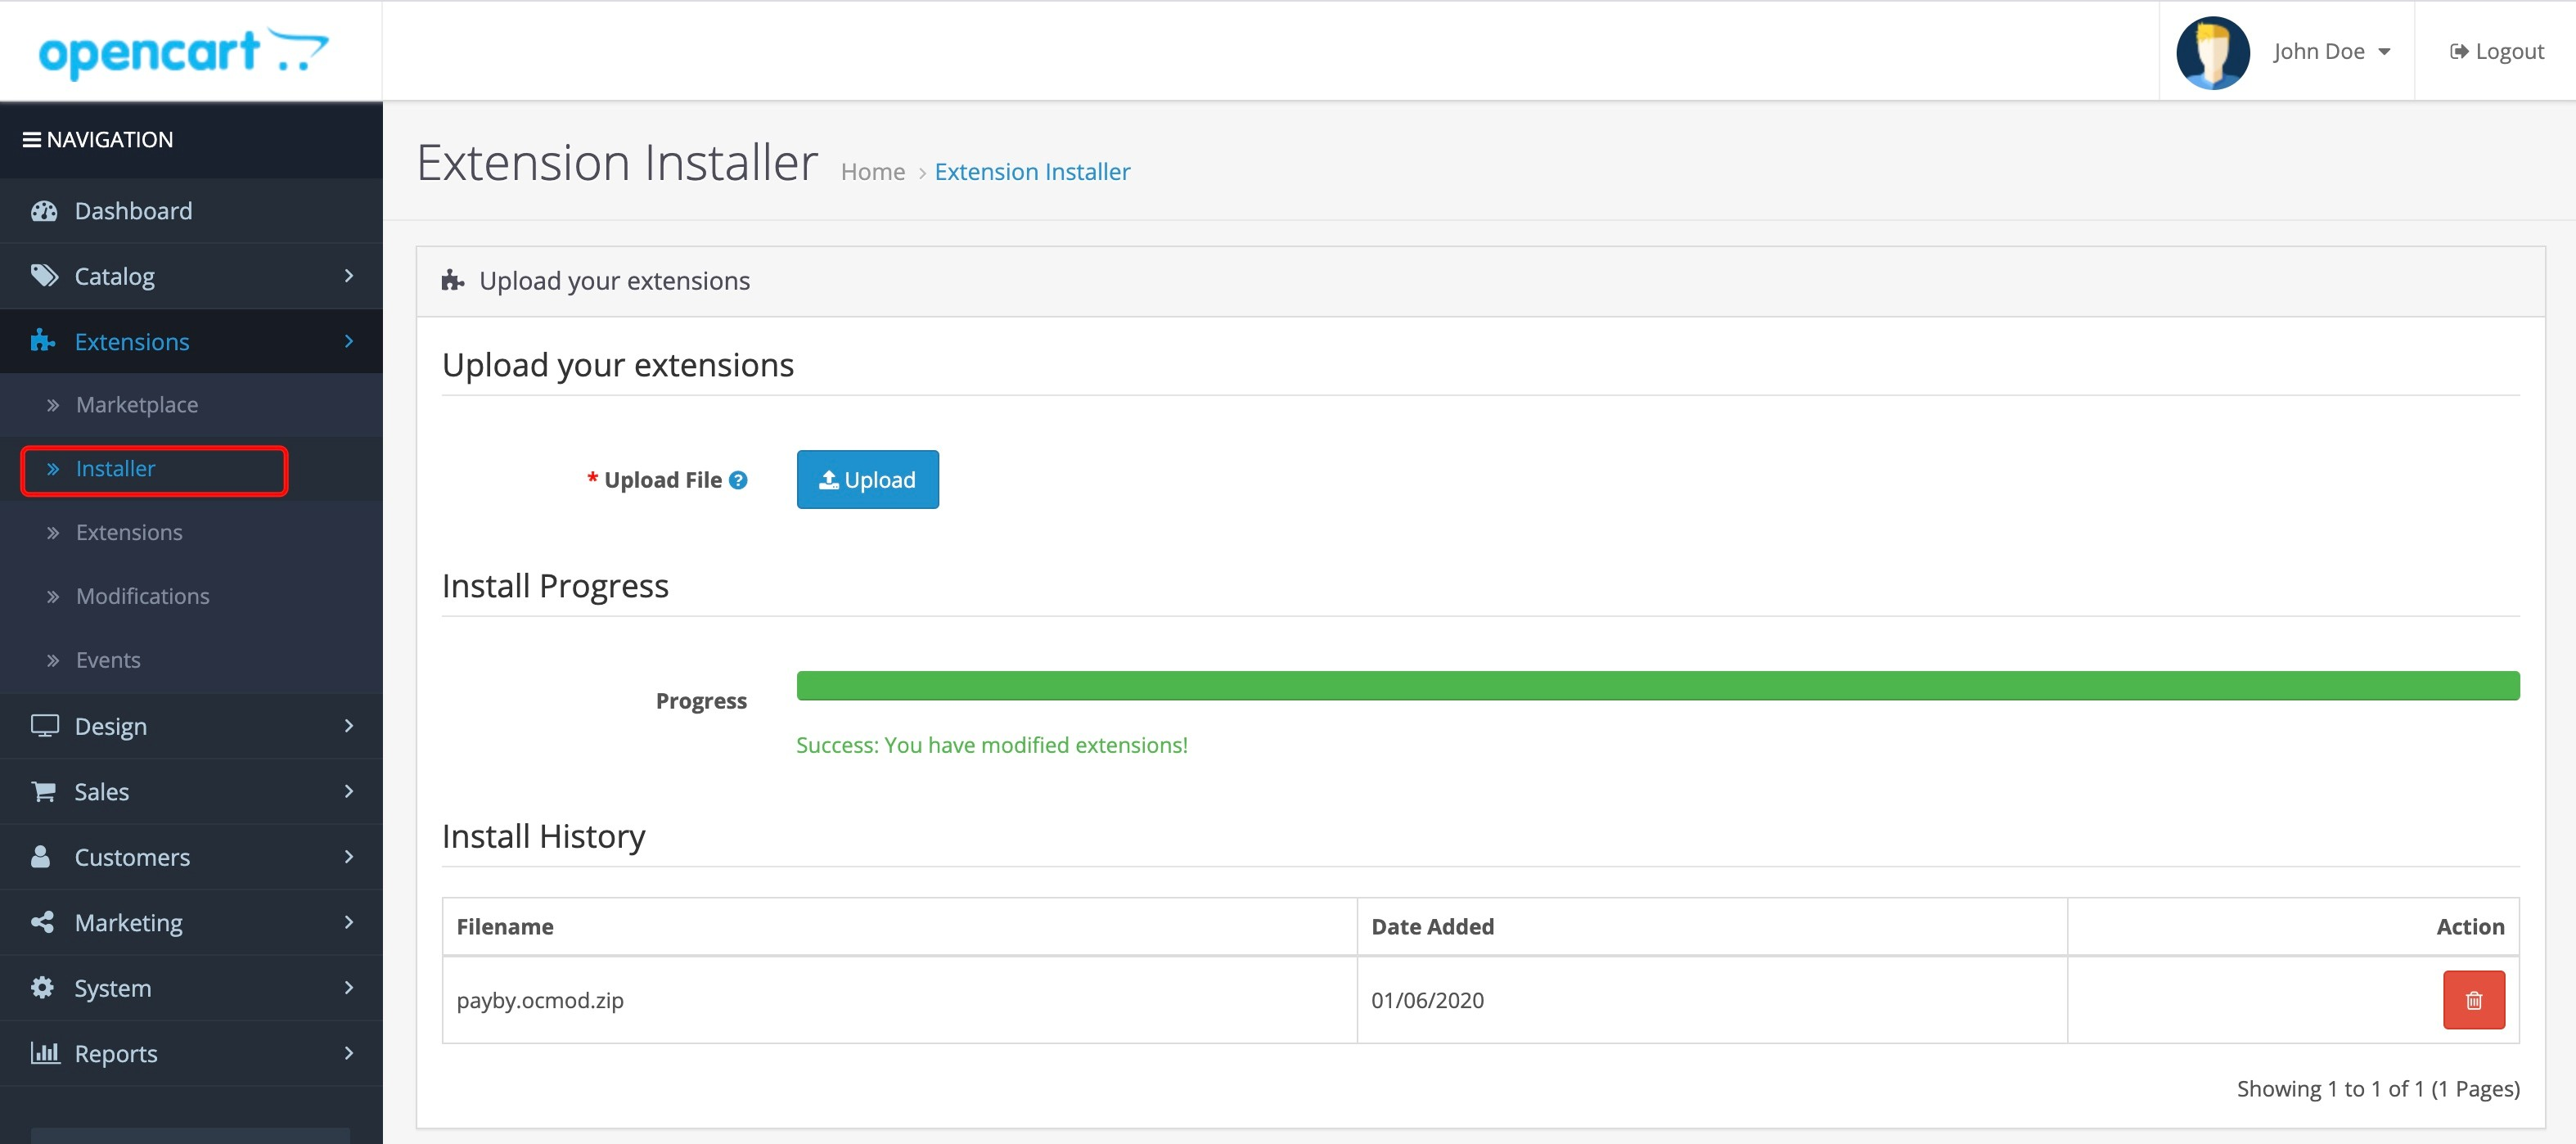 opencart
John Doe
Logout
NAVIGATION
Dashboard
Catalog
Extensions
Marketplace
Installer
Extensions
Modifications
Events
Design
Sales
Customers
Marketing
System
Reports
Extension Installer Home › Extension Installer
Upload your extensions
Upload your extensions
* Upload File ? Upload
Install Progress
Progress
Success: You have modified extensions!
Install History
Filename Date Added Action
payby.ocmod.zip 01/06/2020
Showing 1 to 1 of 1 (1 Pages)